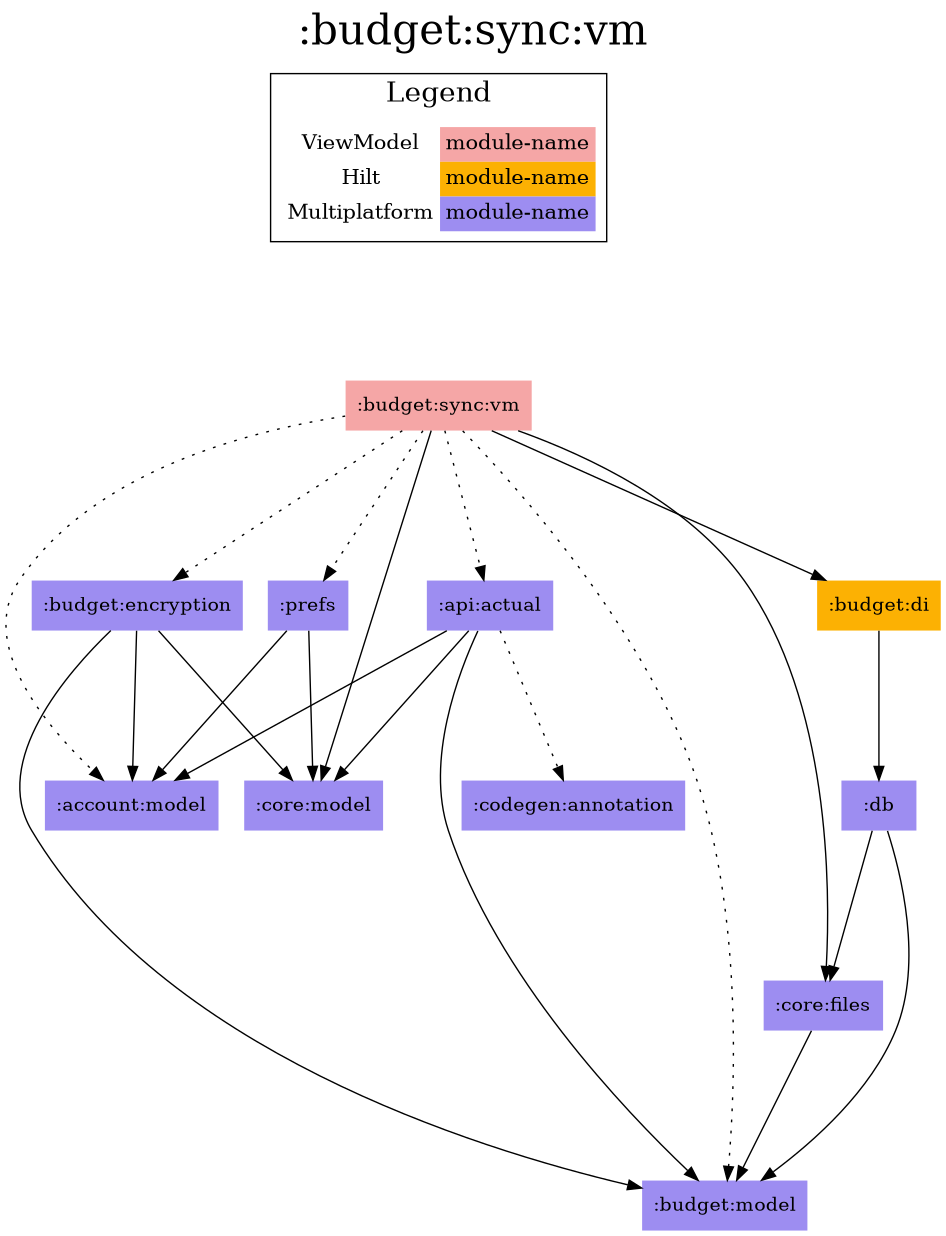 :budget:sync:vm
Legend
ViewModel module-name
Hilt module-name
Multiplatform module-name
:budget:sync:vm
:budget:encryption :prefs :api:actual :budget:di
:account:model :core:model :codegen:annotation :db
:core:files
:budget:model